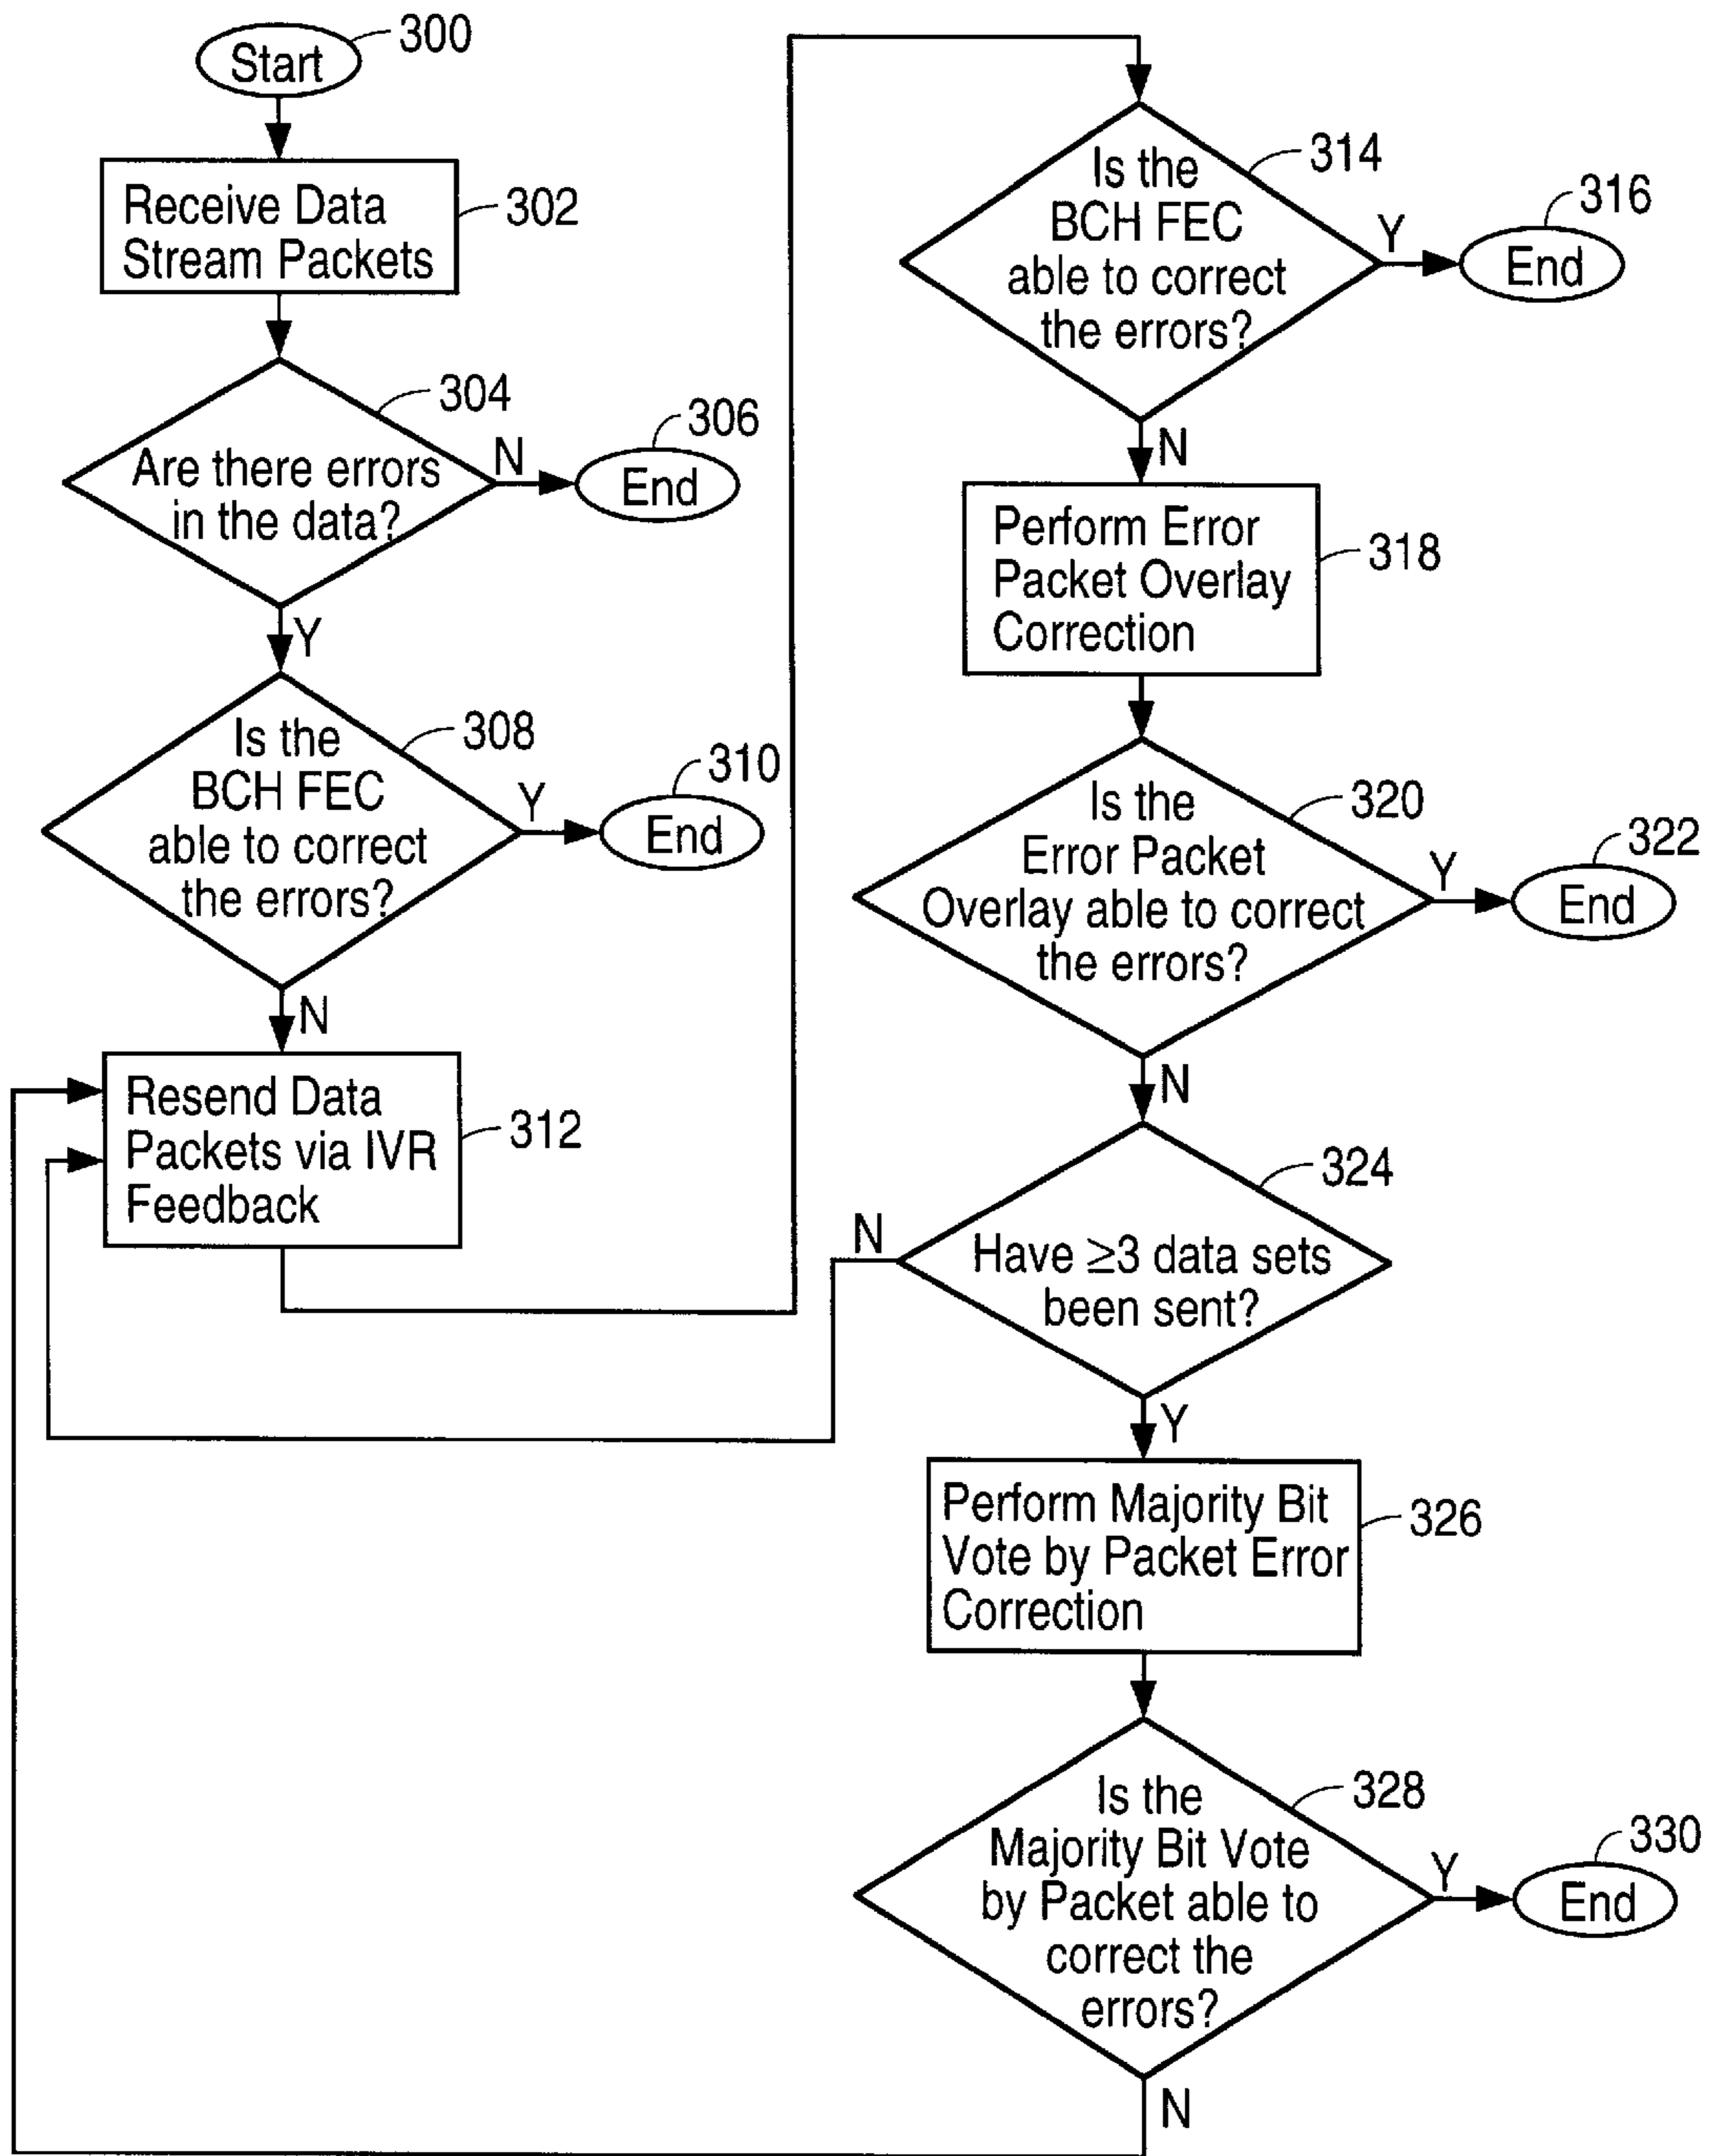 Start
300
Receive Data
Stream Packets
302
304
Are there errors
in the data?
N
306
End
Y
308
Is the
BCH FEC
able to correct
the errors?
Y
310
End
N
Resend Data
Packets via IVR
Feedback
312
314
Is the
BCH FEC
able to correct
the errors?
Y
316
End
N
Perform Error
Packet Overlay
Correction
318
320
Is the
Error Packet
Overlay able to correct
the errors?
Y
322
End
N
324
Have ≥3 data sets
been sent?
N
Y
Perform Majority Bit
Vote by Packet Error
Correction
326
328
Is the
Majority Bit Vote
by Packet able to
correct the
errors?
Y
330
End
N